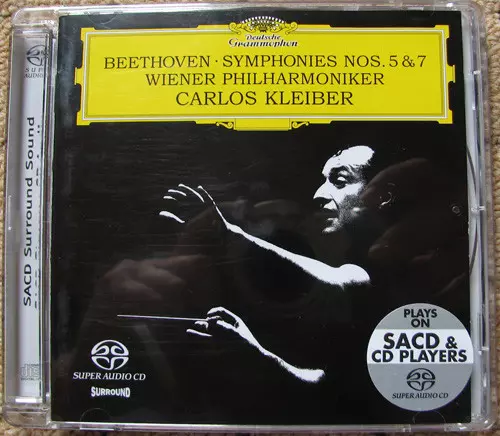 Deutsche
Grammophon
BEETHOVEN · SYMPHONIES NOS. 5 & 7
WIENER PHILHARMONIKER
CARLOS KLEIBER
SUPER AUDIO CD
SURROUND
PLAYS
ON
SACD &
CD PLAYERS
SUPER AUDIO CD
SACD Surround Sound